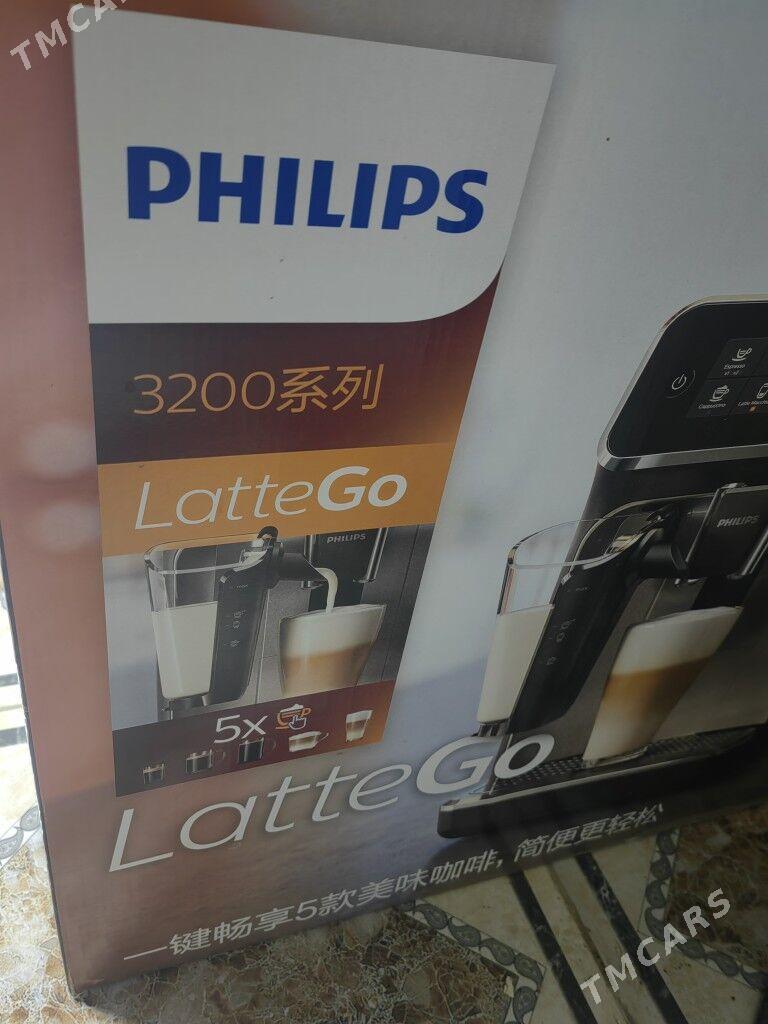 TMCARS
PHILIPS
3200系列
LatteGo
PHILIPS
5x
LatteGo
一键畅享5款美味咖啡, 简便更轻松
Espresso
Cappuccino
PHILIPS
TMCARS